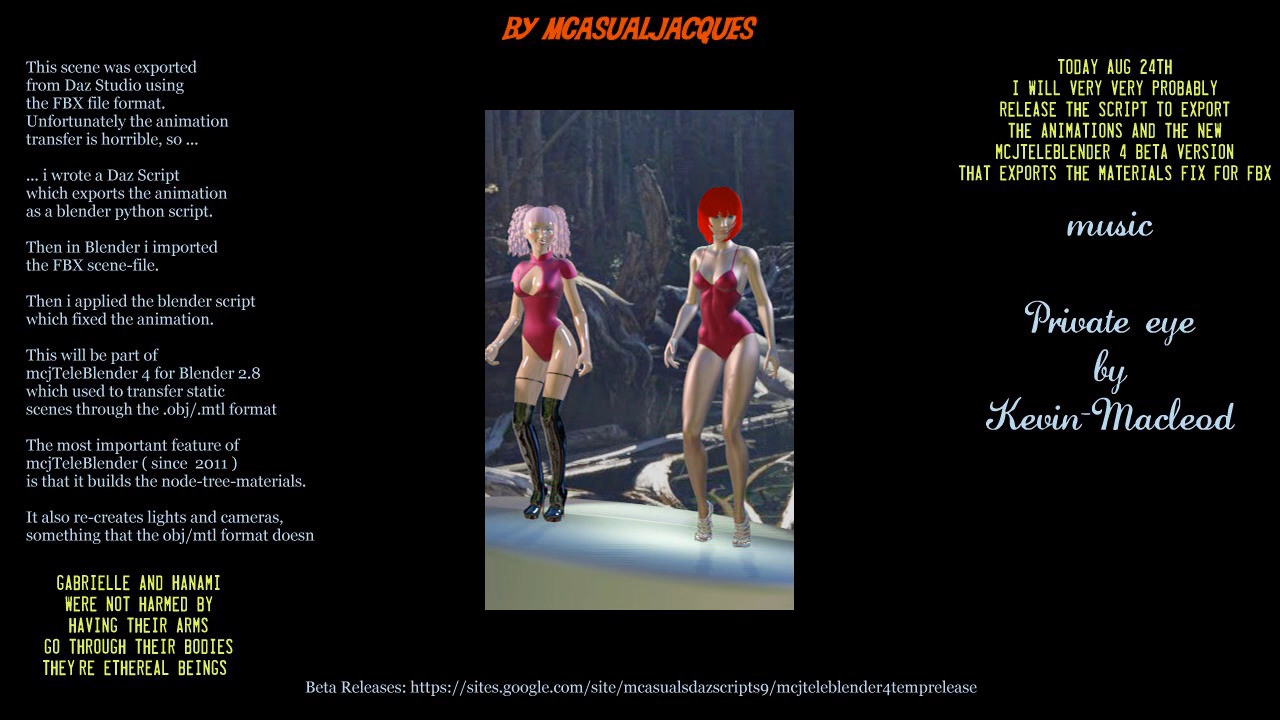 BY MCASUALJACQUES
This scene was exported
from Daz Studio using
the FBX file format.
Unfortunately the animation
transfer is horrible, so ...
... i wrote a Daz Script
which exports the animation
as a blender python script.
Then in Blender i imported
the FBX scene-file.
Then i applied the blender script
which fixed the animation.
This will be part of
mcjTeleBlender 4 for Blender 2.8
which used to transfer static
scenes through the .obj/.mtl format
The most important feature of
mcjTeleBlender ( since 2011 )
is that it builds the node-tree-materials.
It also re-creates lights and cameras,
something that the obj/mtl format doesn
GABRIELLE AND HANAMI
WERE NOT HARMED BY
HAVING THEIR ARMS
GO THROUGH THEIR BODIES
THEY RE ETHEREAL BEINGS
TODAY AUG 24TH
I WILL VERY VERY PROBABLY
RELEASE THE SCRIPT TO EXPORT
THE ANIMATIONS AND THE NEW
MCJTELEBLENDER 4 BETA VERSION
THAT EXPORTS THE MATERIALS FIX FOR FBX
music
Private eye
by
Kevin-Macleod
Beta Releases: https://sites.google.com/site/mcasualsdazscripts9/mcjteleblender4temprelease